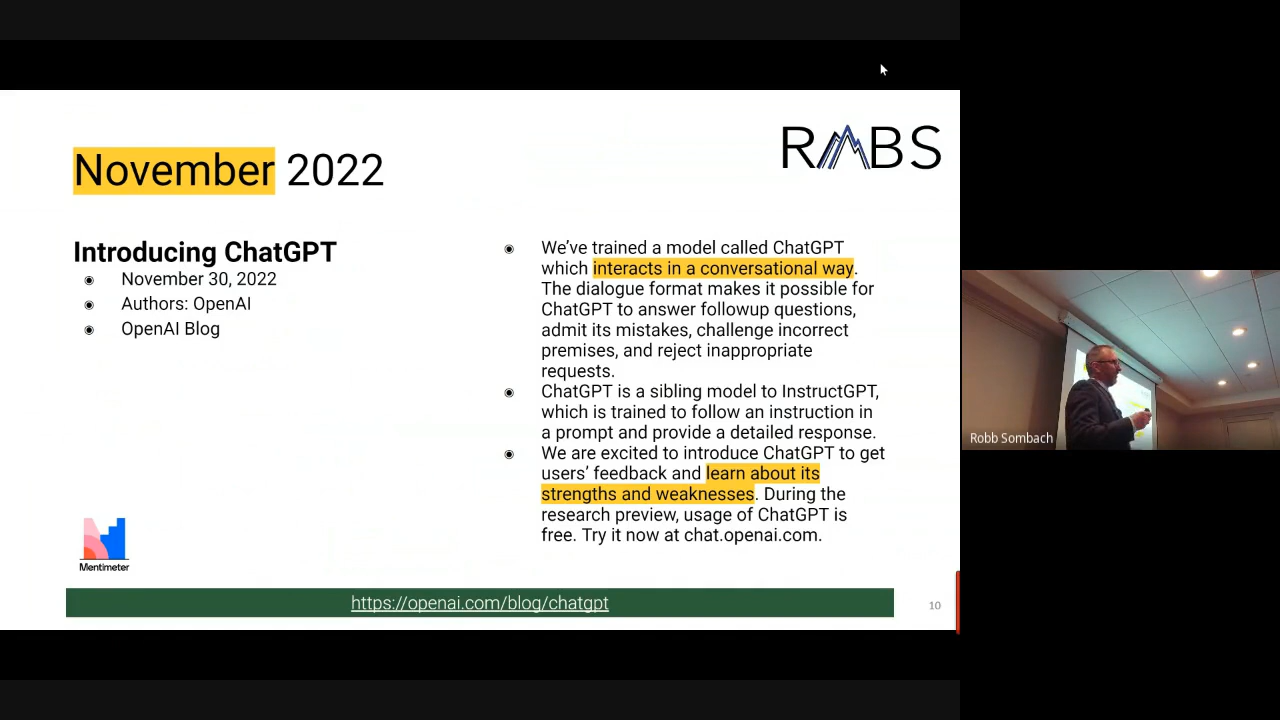 RMBS
November 2022
Introducing ChatGPT
November 30, 2022
Authors: OpenAI
OpenAI Blog
We've trained a model called ChatGPT
which interacts in a conversational way.
The dialogue format makes it possible for
ChatGPT to answer followup questions,
admit its mistakes, challenge incorrect
premises, and reject inappropriate
requests.
ChatGPT is a sibling model to InstructGPT,
which is trained to follow an instruction in
a prompt and provide a detailed response.
We are excited to introduce ChatGPT to get
users' feedback and learn about its
strengths and weaknesses. During the
research preview, usage of ChatGPT is
free. Try it now at chat.openai.com.
Mentimeter
https://openai.com/blog/chatgpt
10
Robb Sombach